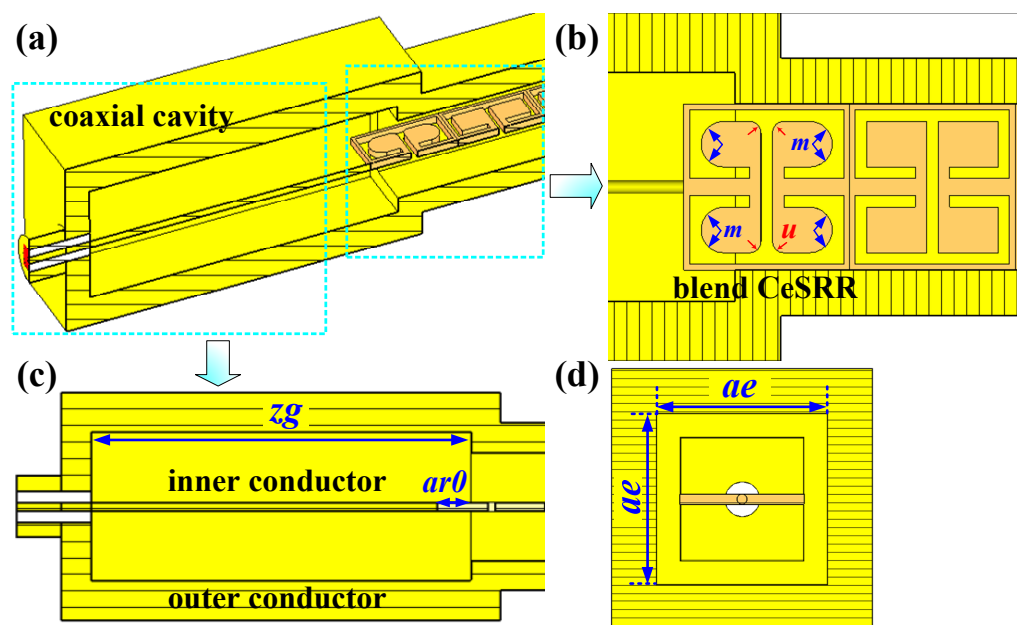 (a)
coaxial cavity
(b)
m
m
u
blend CeSRR
(c)
zg
inner conductor
ar0
outer conductor
(d)
ae
ae